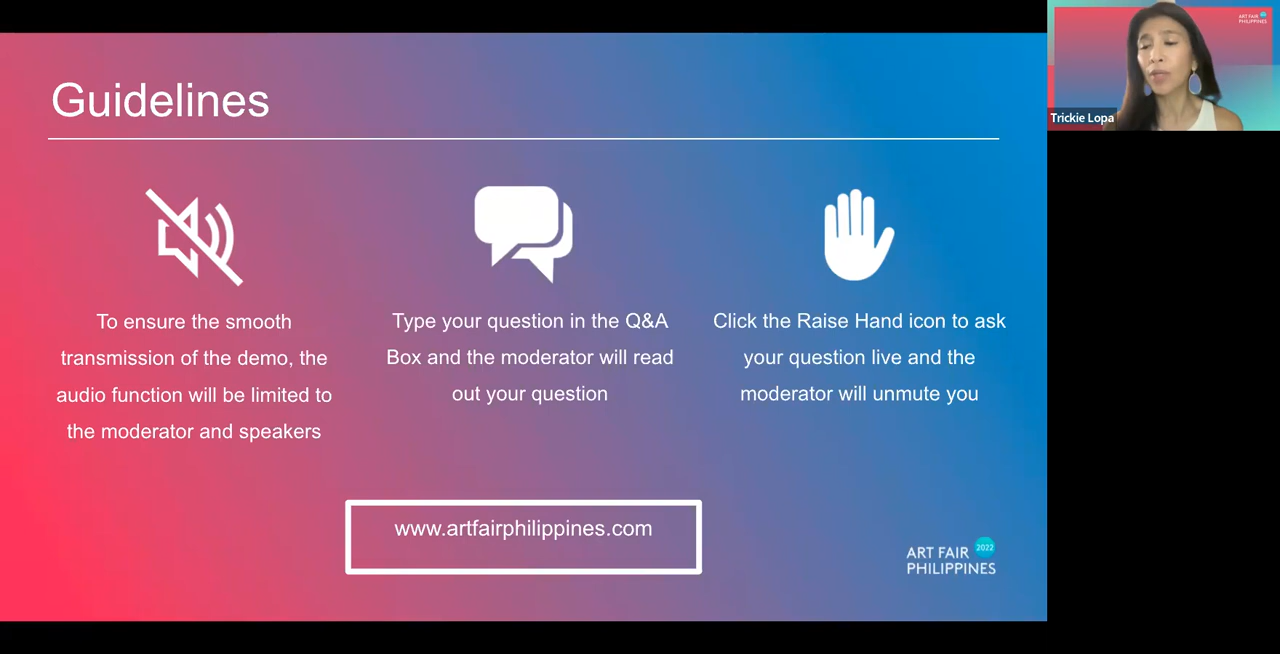 Guidelines
To ensure the smooth
transmission of the demo, the
audio function will be limited to
the moderator and speakers
Type your question in the Q&A
Box and the moderator will read
out your question
Click the Raise Hand icon to ask
your question live and the
moderator will unmute you
www.artfairphilippines.com
ART FAIR 2022
PHILIPPINES
ART FAIR
PHILIPPINES
Trickie Lopa